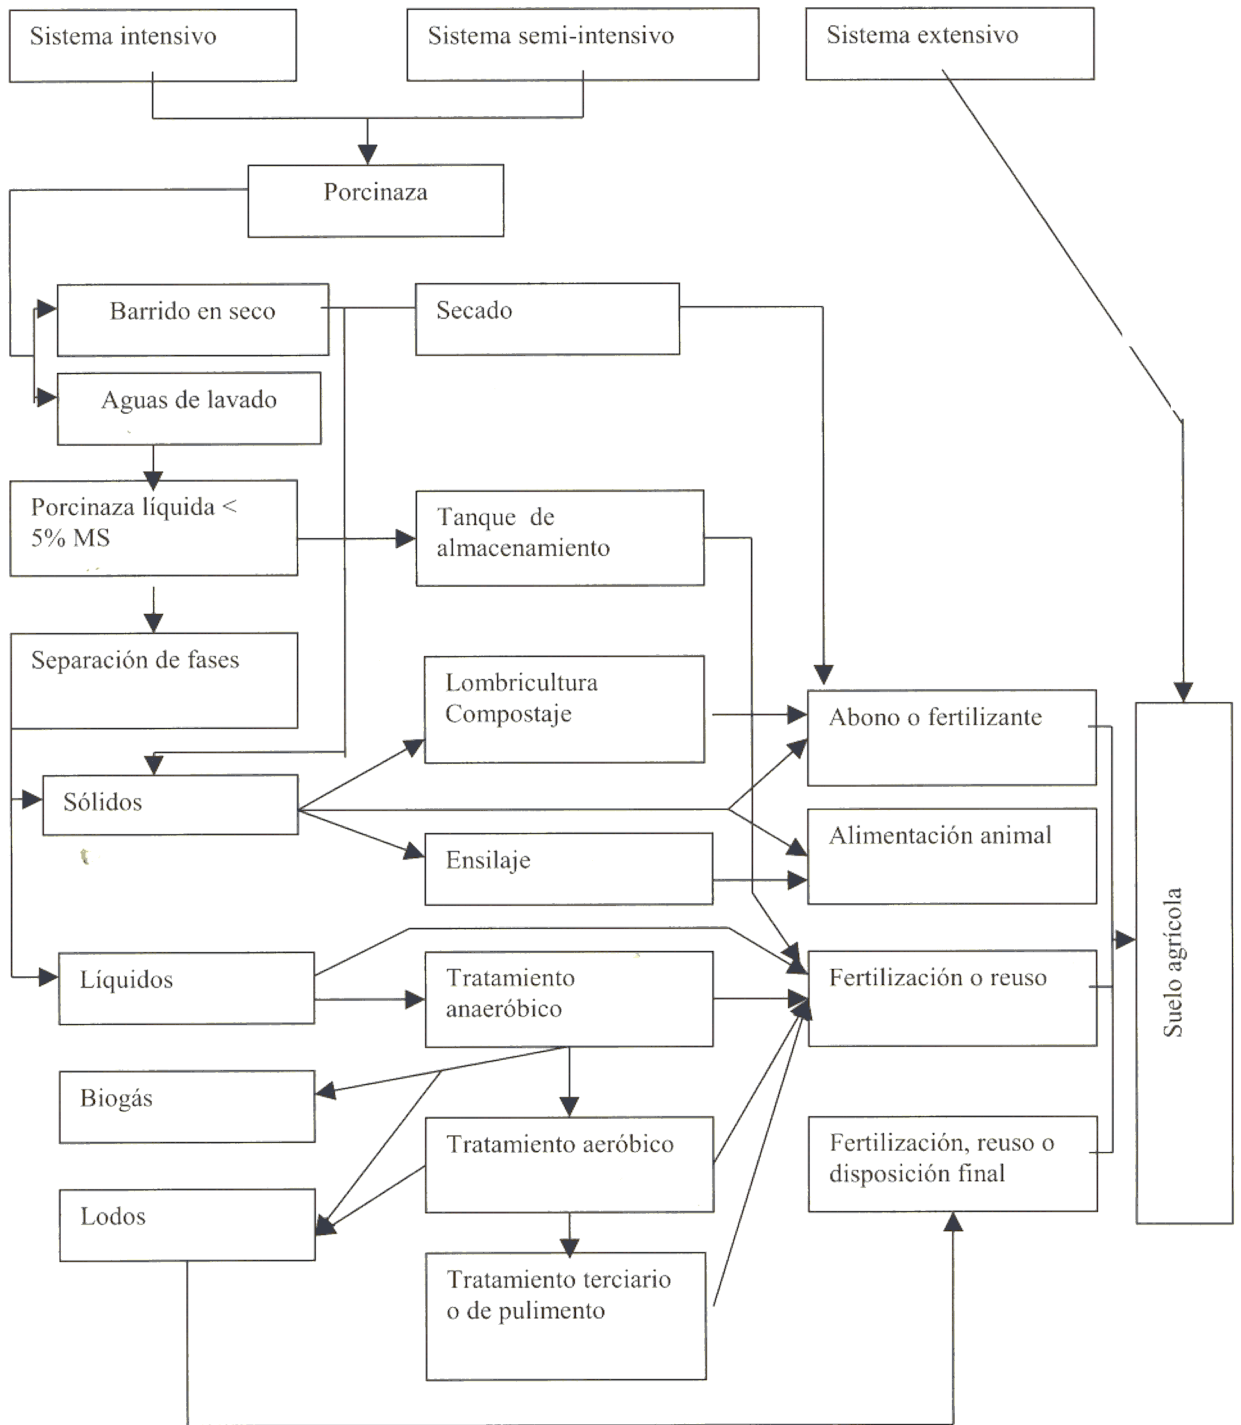 Sistema intensivo
Sistema semi-intensivo
Sistema extensivo
Porcinaza
Barrido en seco
Secado
Aguas de lavado
Porcinaza líquida <
5% MS
Tanque de
almacenamiento
Separación de fases
Lombricultura
Compostaje
Abono o fertilizante
Sólidos
Alimentación animal
Ensilaje
Suelo agrícola
Líquidos
Tratamiento
anaeróbico
Fertilización o reuso
Biogás
Tratamiento aeróbico
Fertilización, reuso o
disposición final
Lodos
Tratamiento terciario
o de pulimento